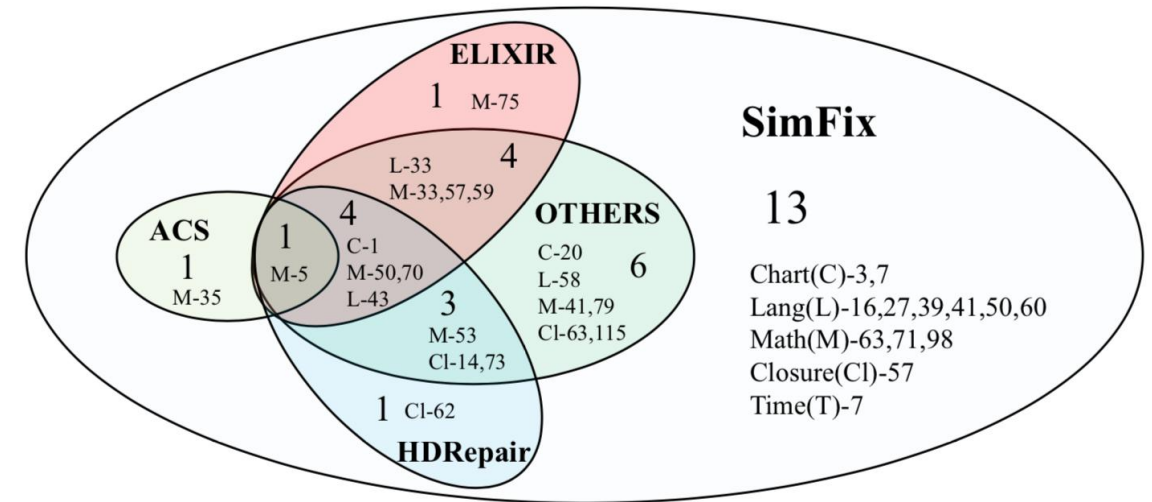 ELIXIR
1 M-75
SimFix
13
Chart(C)-3,7
Lang(L)-16,27,39,41,50,60
Math(M)-63,71,98
Closure(Cl)-57
Time(T)-7
4
L-33
M-33,57,59
OTHERS
6
C-20
L-58
M-41,79
Cl-63,115
ACS
1
M-35
1
M-5
4
C-1
M-50,70
L-43
3
M-53
Cl-14,73
1 Cl-62
HDRepair